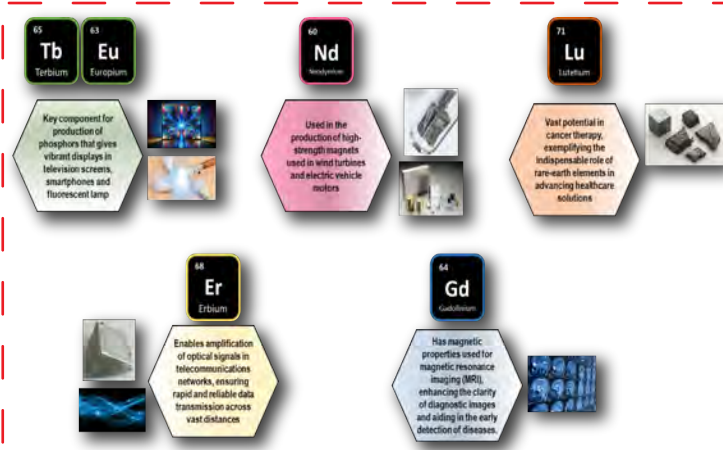 65
Tb
Terbium
63
Eu
Europium
Key component for
production of
phosphors that gives
vibrant displays in
television screens,
smartphones and
fluorescent lamp
60
Nd
Neodymium
Used in the
production of high-
strength magnets
used in wind turbines
and electric vehicle
motors
71
Lu
Lutetium
Vast potential in
cancer therapy,
exemplifying the
indispensable role of
rare-earth elements in
advancing healthcare
solutions
68
Er
Erbium
Enables amplification
of optical signals in
telecommunications
networks, ensuring
rapid and reliable data
transmission across
vast distances
64
Gd
Gadolinium
Has magnetic
properties used for
magnetic resonance
imaging (MRI),
enhancing the clarity
of diagnostic images
and aiding in the early
detection of diseases.